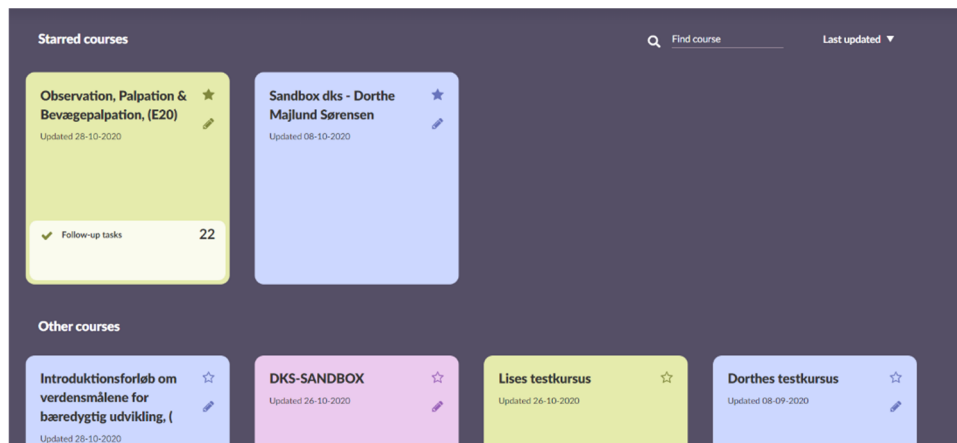 Starred courses
Find course
Last updated ▼
Observation, Palpation &
Bevægepalpation, (E20)
Updated 28-10-2020
Follow-up tasks 22
Sandbox dks - Dorthe
Majlund Sørensen
Updated 08-10-2020
Other courses
Introduktionsforløb om
verdensmålene for
bæredygtig udvikling, (
Updated 28-10-2020
DKS-SANDBOX
Updated 26-10-2020
Lises testkursus
Updated 26-10-2020
Dorthes testkursus
Updated 08-09-2020